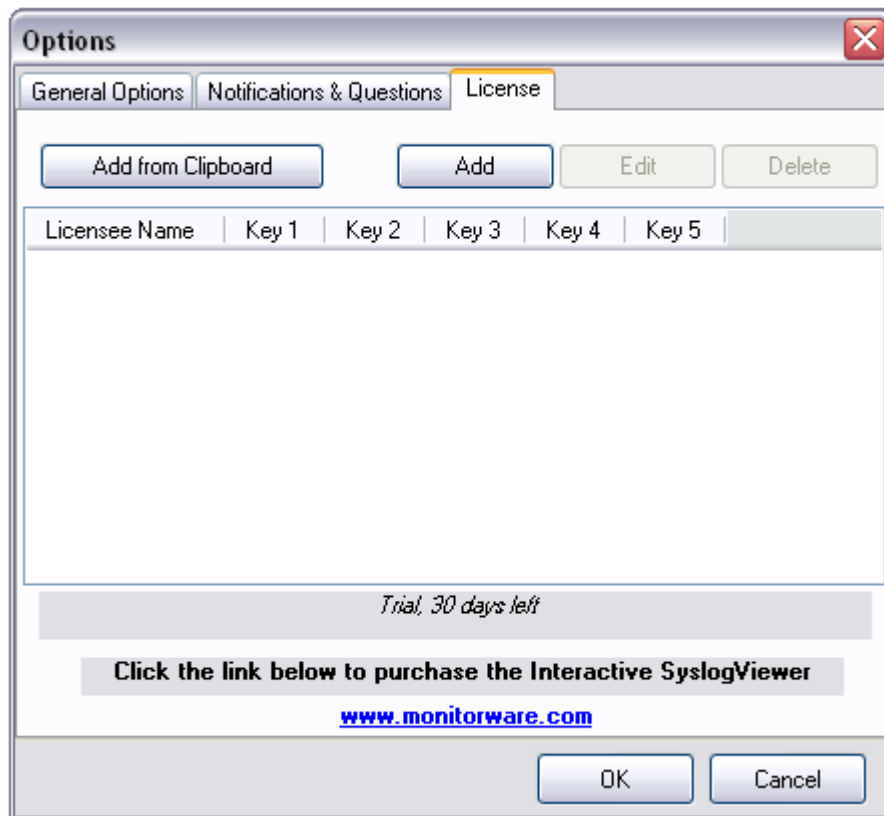 Options
General Options Notifications & Questions License
Add from Clipboard Add Edit Delete
Licensee Name Key 1 Key 2 Key 3 Key 4 Key 5
Trial, 30 days left
Click the link below to purchase the Interactive SyslogViewer
www.monitorware.com
OK Cancel